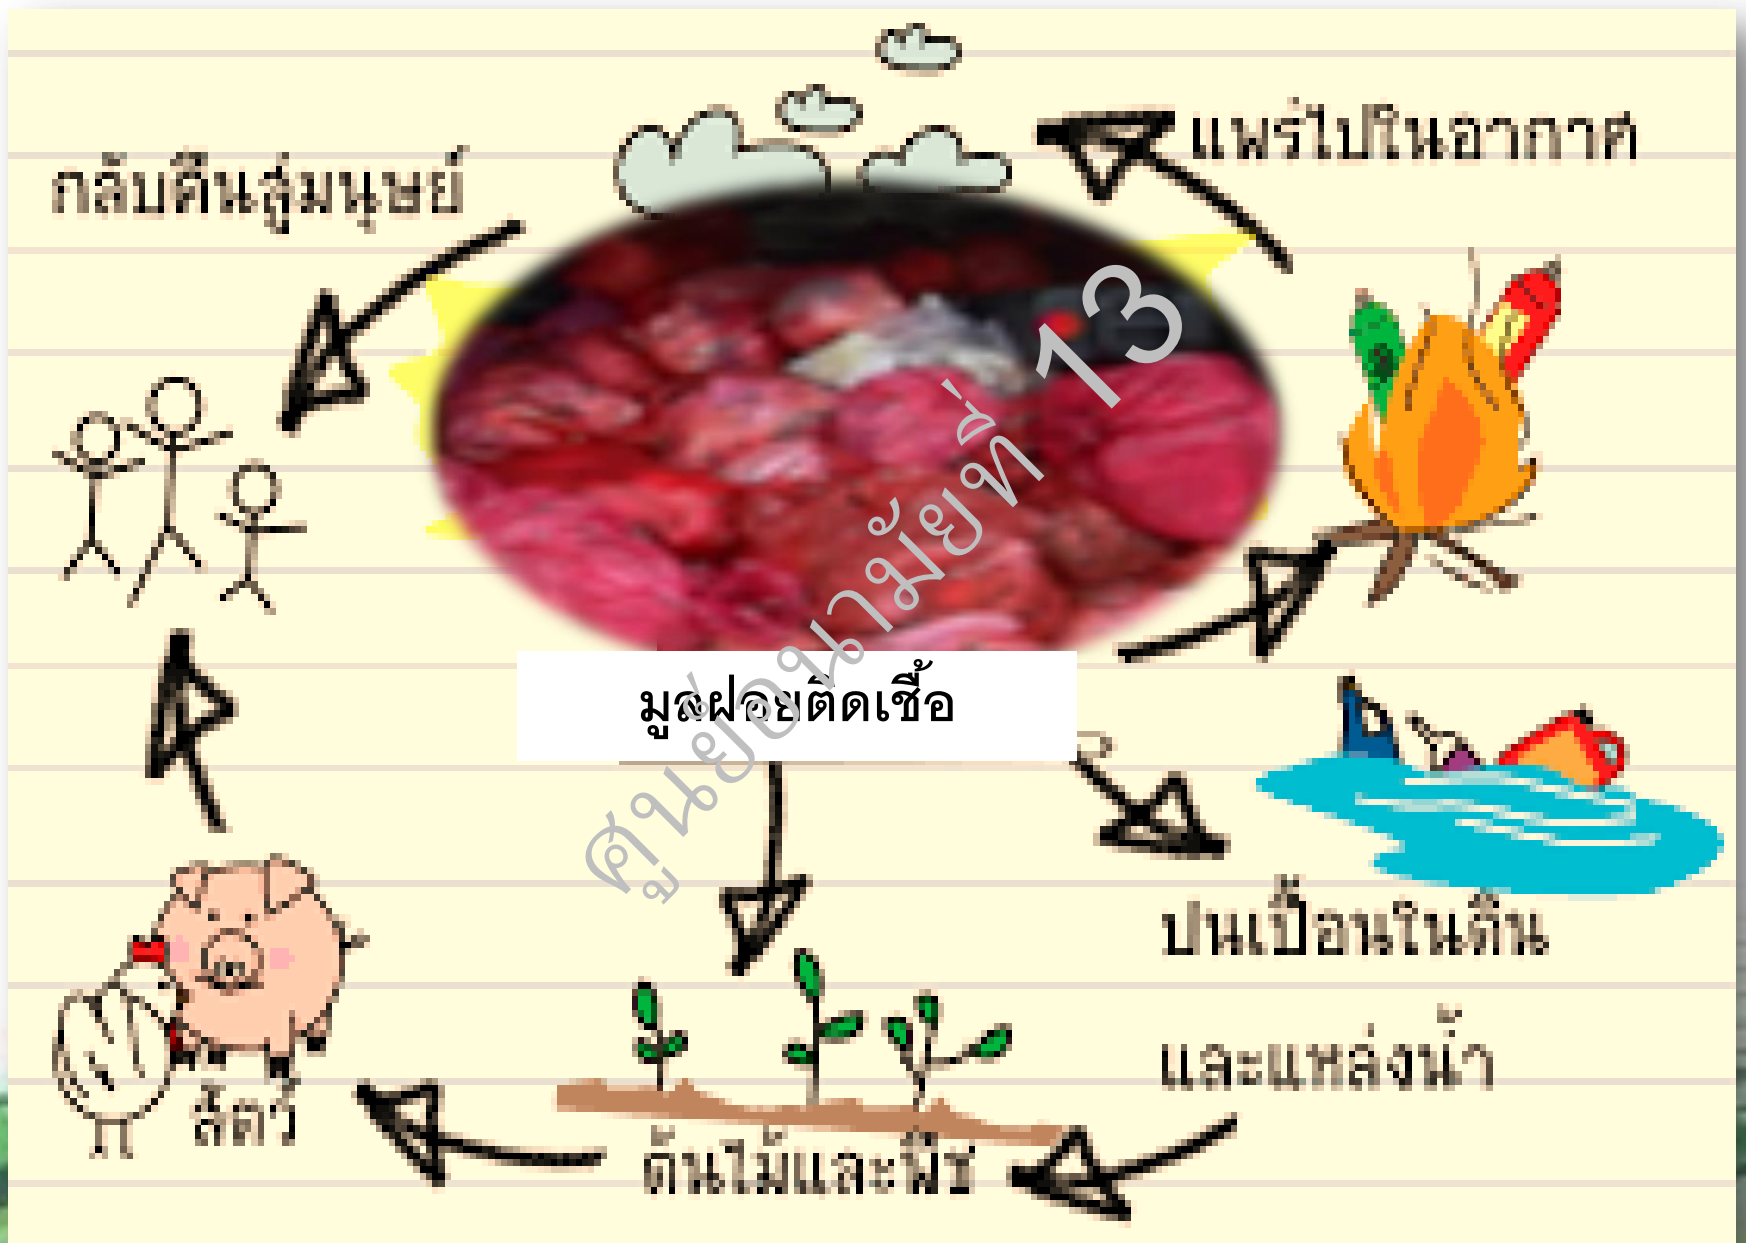 แพร่ไปในอากาศ
กลับคืนสู่มนุษย์
มูลฝอยติดเชื้อ
ศูนย์อนามัยที่ 13
ปนเปื้อนในดิน
และแหล่งน้ำ
สัตว์
ต้นไม้และพืช